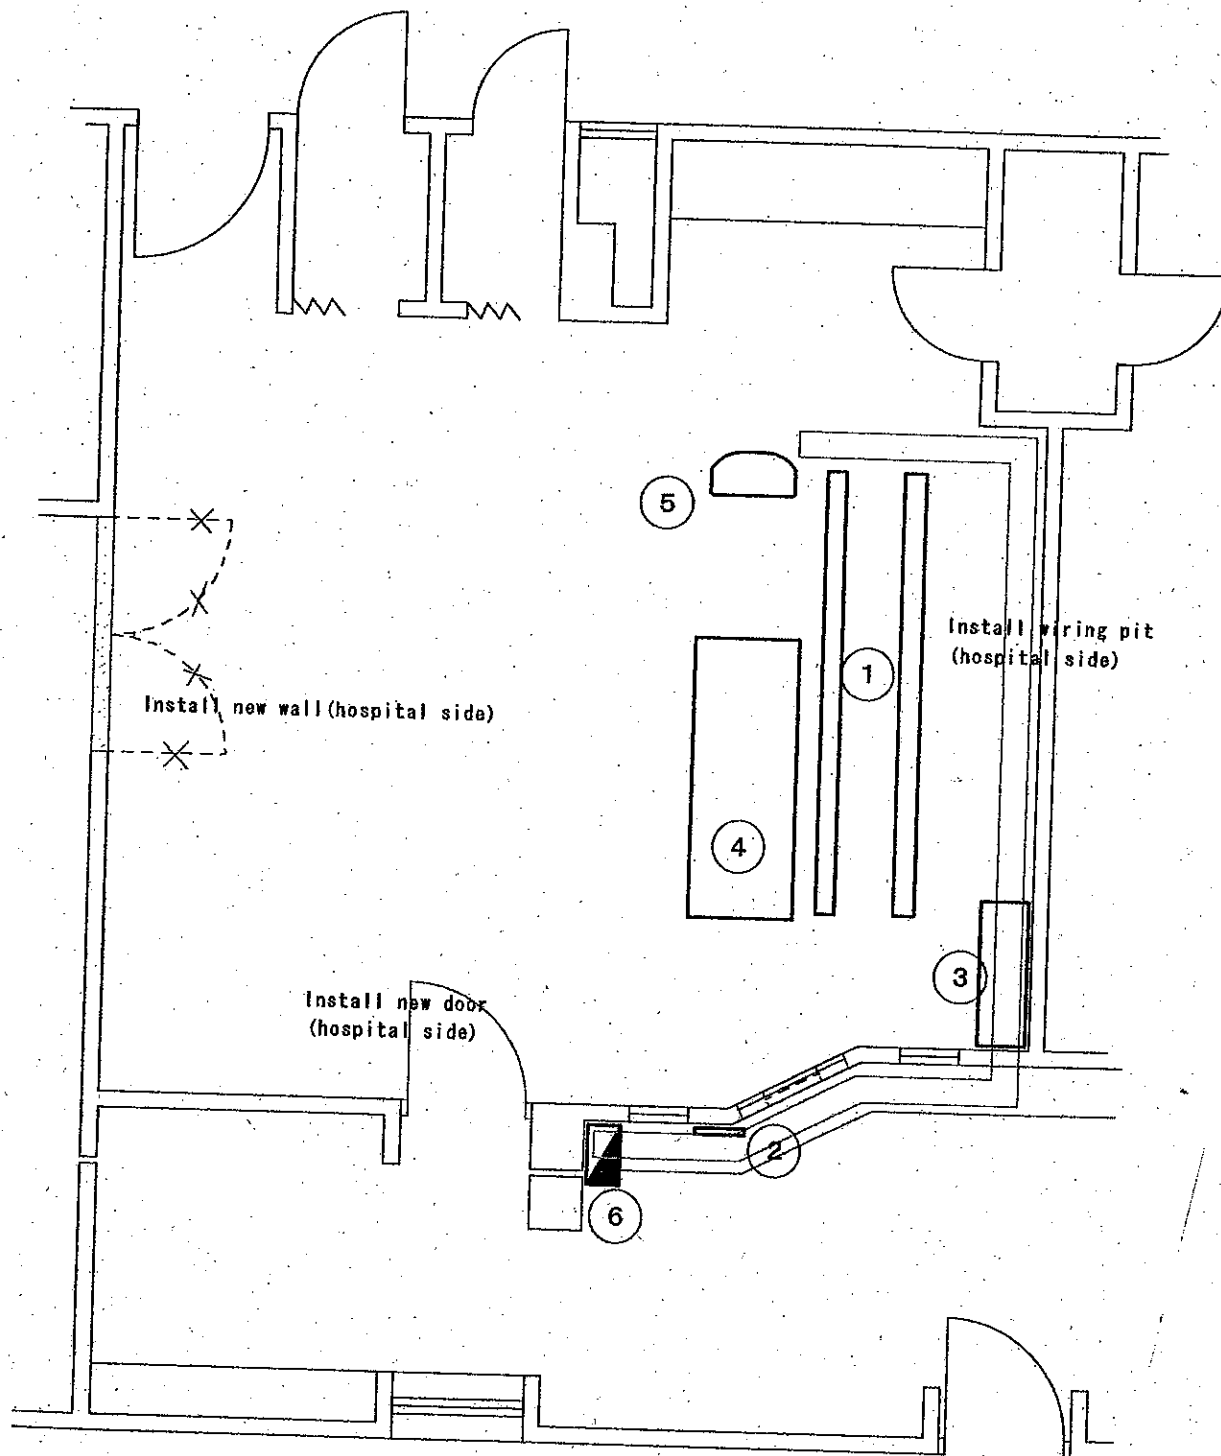 5
Install wiring pit
(hospital side)
1
Install new wall(hospital side)
4
3
Install new door
(hospital side)
2
6